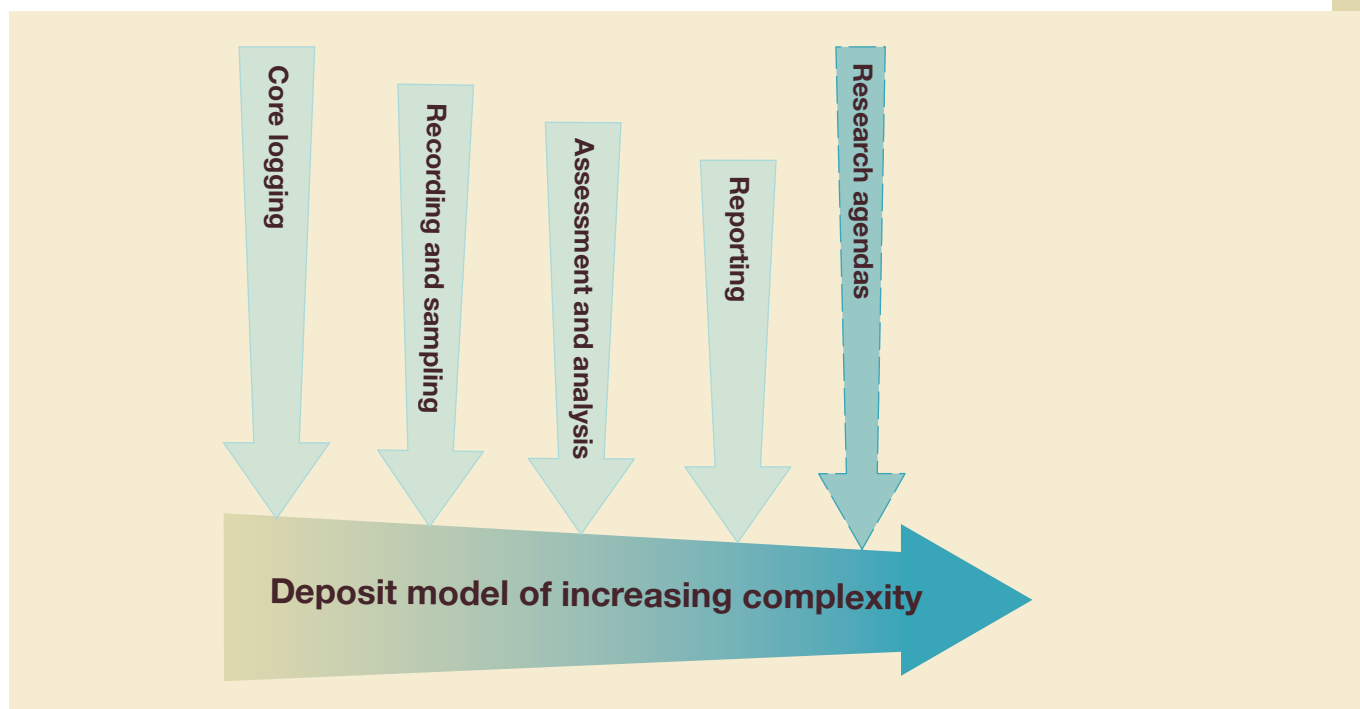 Core logging
Recording and sampling
Assessment and analysis
Reporting
Research agendas
Deposit model of increasing complexity